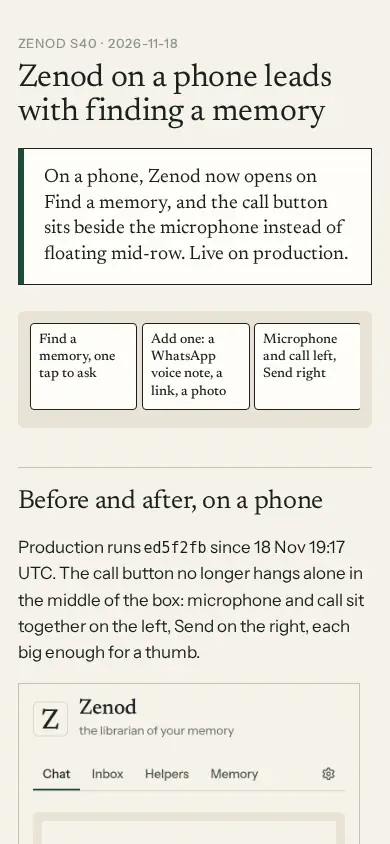 ZENOD S40 · 2026-11-18
Zenod on a phone leads
with finding a memory
On a phone, Zenod now opens on
Find a memory, and the call button
sits beside the microphone instead of
floating mid-row. Live on production.
Find a
memory, one
tap to ask
Add one: a
WhatsApp
voice note, a
link, a photo
Microphone
and call left,
Send right
Before and after, on a phone
Production runs ed5f2fb since 18 Nov 19:17
UTC. The call button no longer hangs alone in
the middle of the box: microphone and call sit
together on the left, Send on the right, each
big enough for a thumb.
Z
Zenod
the librarian of your memory
Chat Inbox Helpers Memory